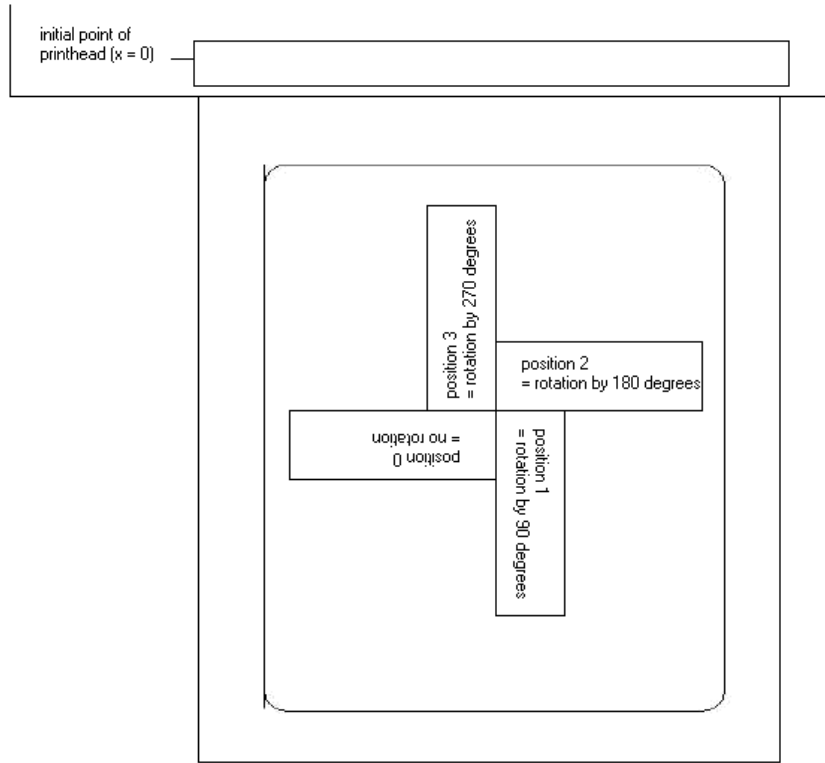 initial point of
printhead (x = 0)
position 3
= rotation by 270 degrees
position 2
= rotation by 180 degrees
position 0
= no rotation
position 1
= rotation by 90 degrees